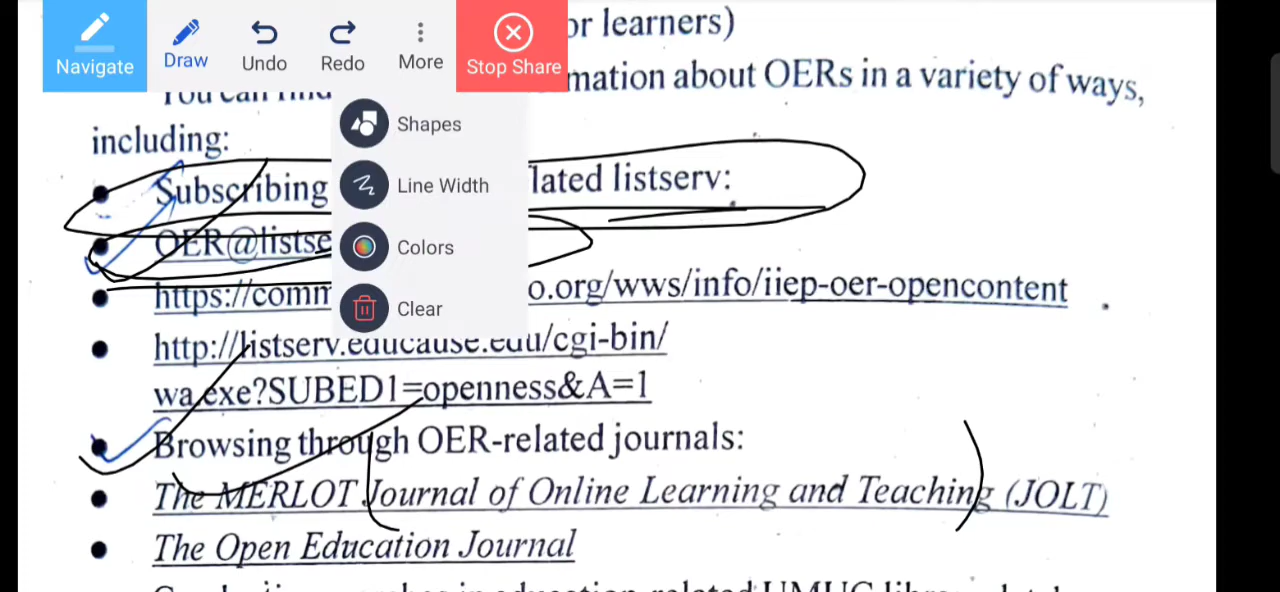 Navigate
Draw
Undo
Redo
More
Stop Share
Shapes
Line Width
Colors
Clear
or learners)
You can find mation about OERs in a variety of ways,
including:
Subscribing lated listserv:
OER@listse
https://comm o.org/wws/info/iiep-oer-opencontent
http://listserv.educause.edu/cgi-bin/
wa.exe?SUBED1=openness&A=1
Browsing through OER-related journals:
The MERLOT Journal of Online Learning and Teaching (JOLT)
The Open Education Journal